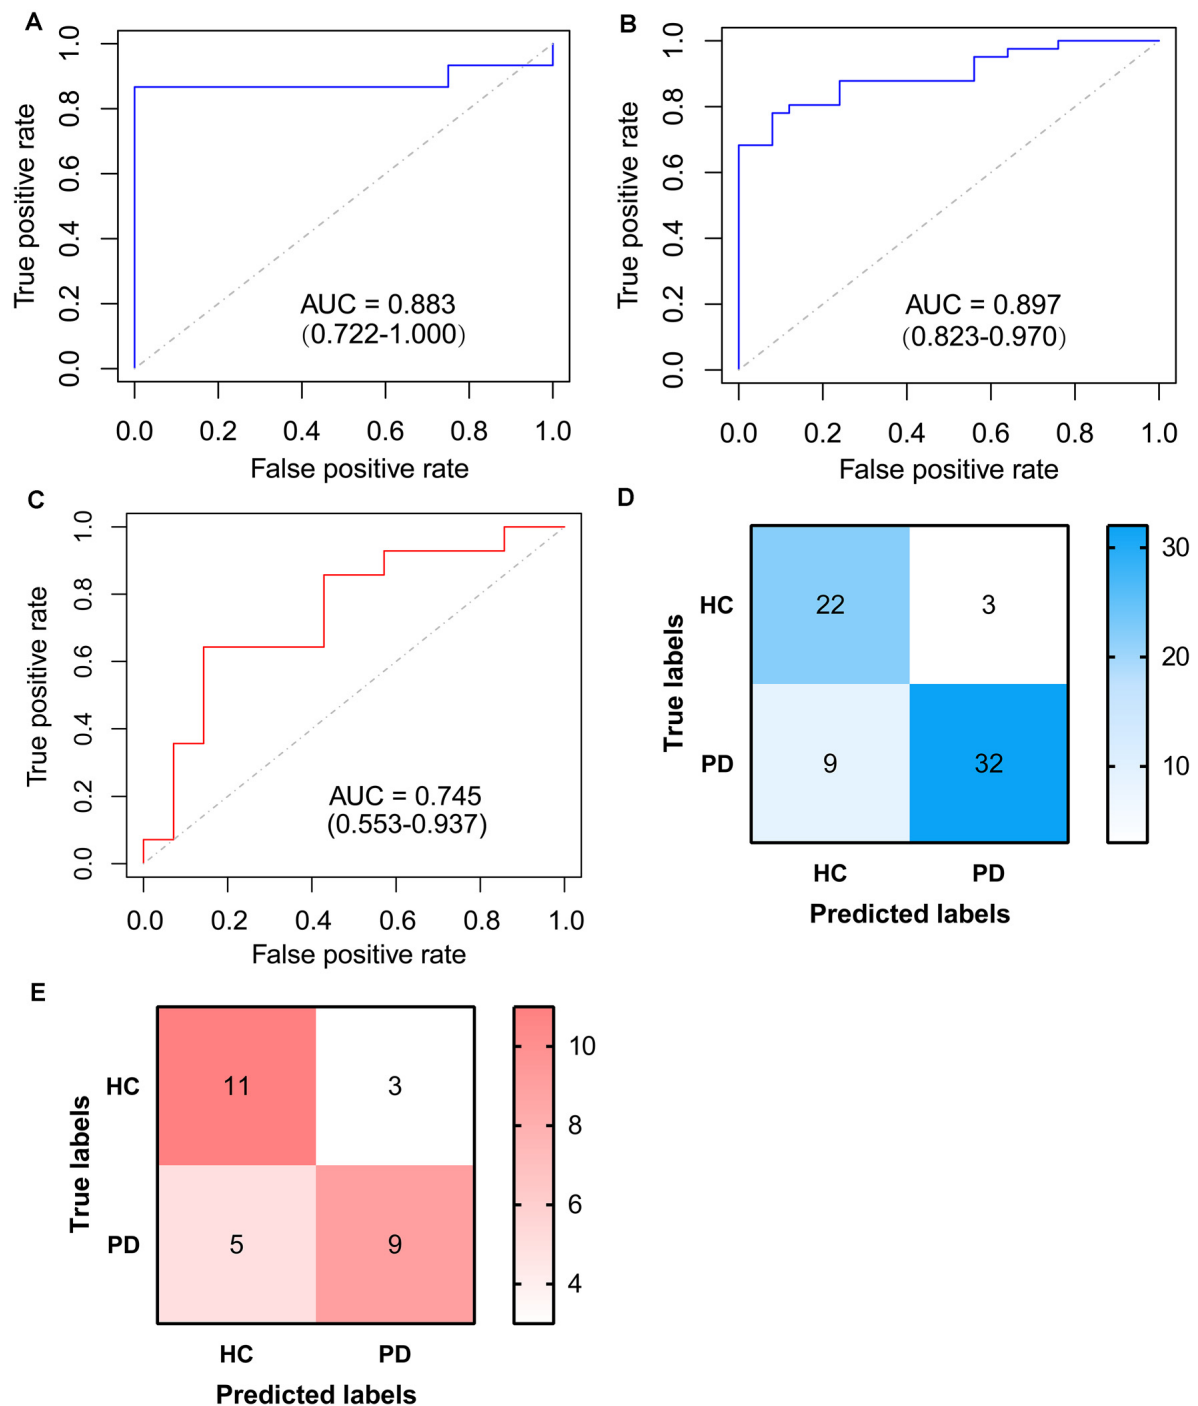 A
True positive rate
1.0
0.8
0.6
0.4
0.2
0.0
AUC = 0.883
(0.722-1.000)
0.0 0.2 0.4 0.6 0.8 1.0
False positive rate
B
True positive rate
1.0
0.8
0.6
0.4
0.2
0.0
AUC = 0.897
(0.823-0.970)
0.0 0.2 0.4 0.6 0.8 1.0
False positive rate
C
True positive rate
1.0
0.8
0.6
0.4
0.2
0.0
AUC = 0.745
(0.553-0.937)
0.0 0.2 0.4 0.6 0.8 1.0
False positive rate
D
True labels
HC 22 3
PD 9 32
HC PD
Predicted labels
30
20
10
E
True labels
HC 11 3
PD 5 9
HC PD
Predicted labels
10
8
6
4